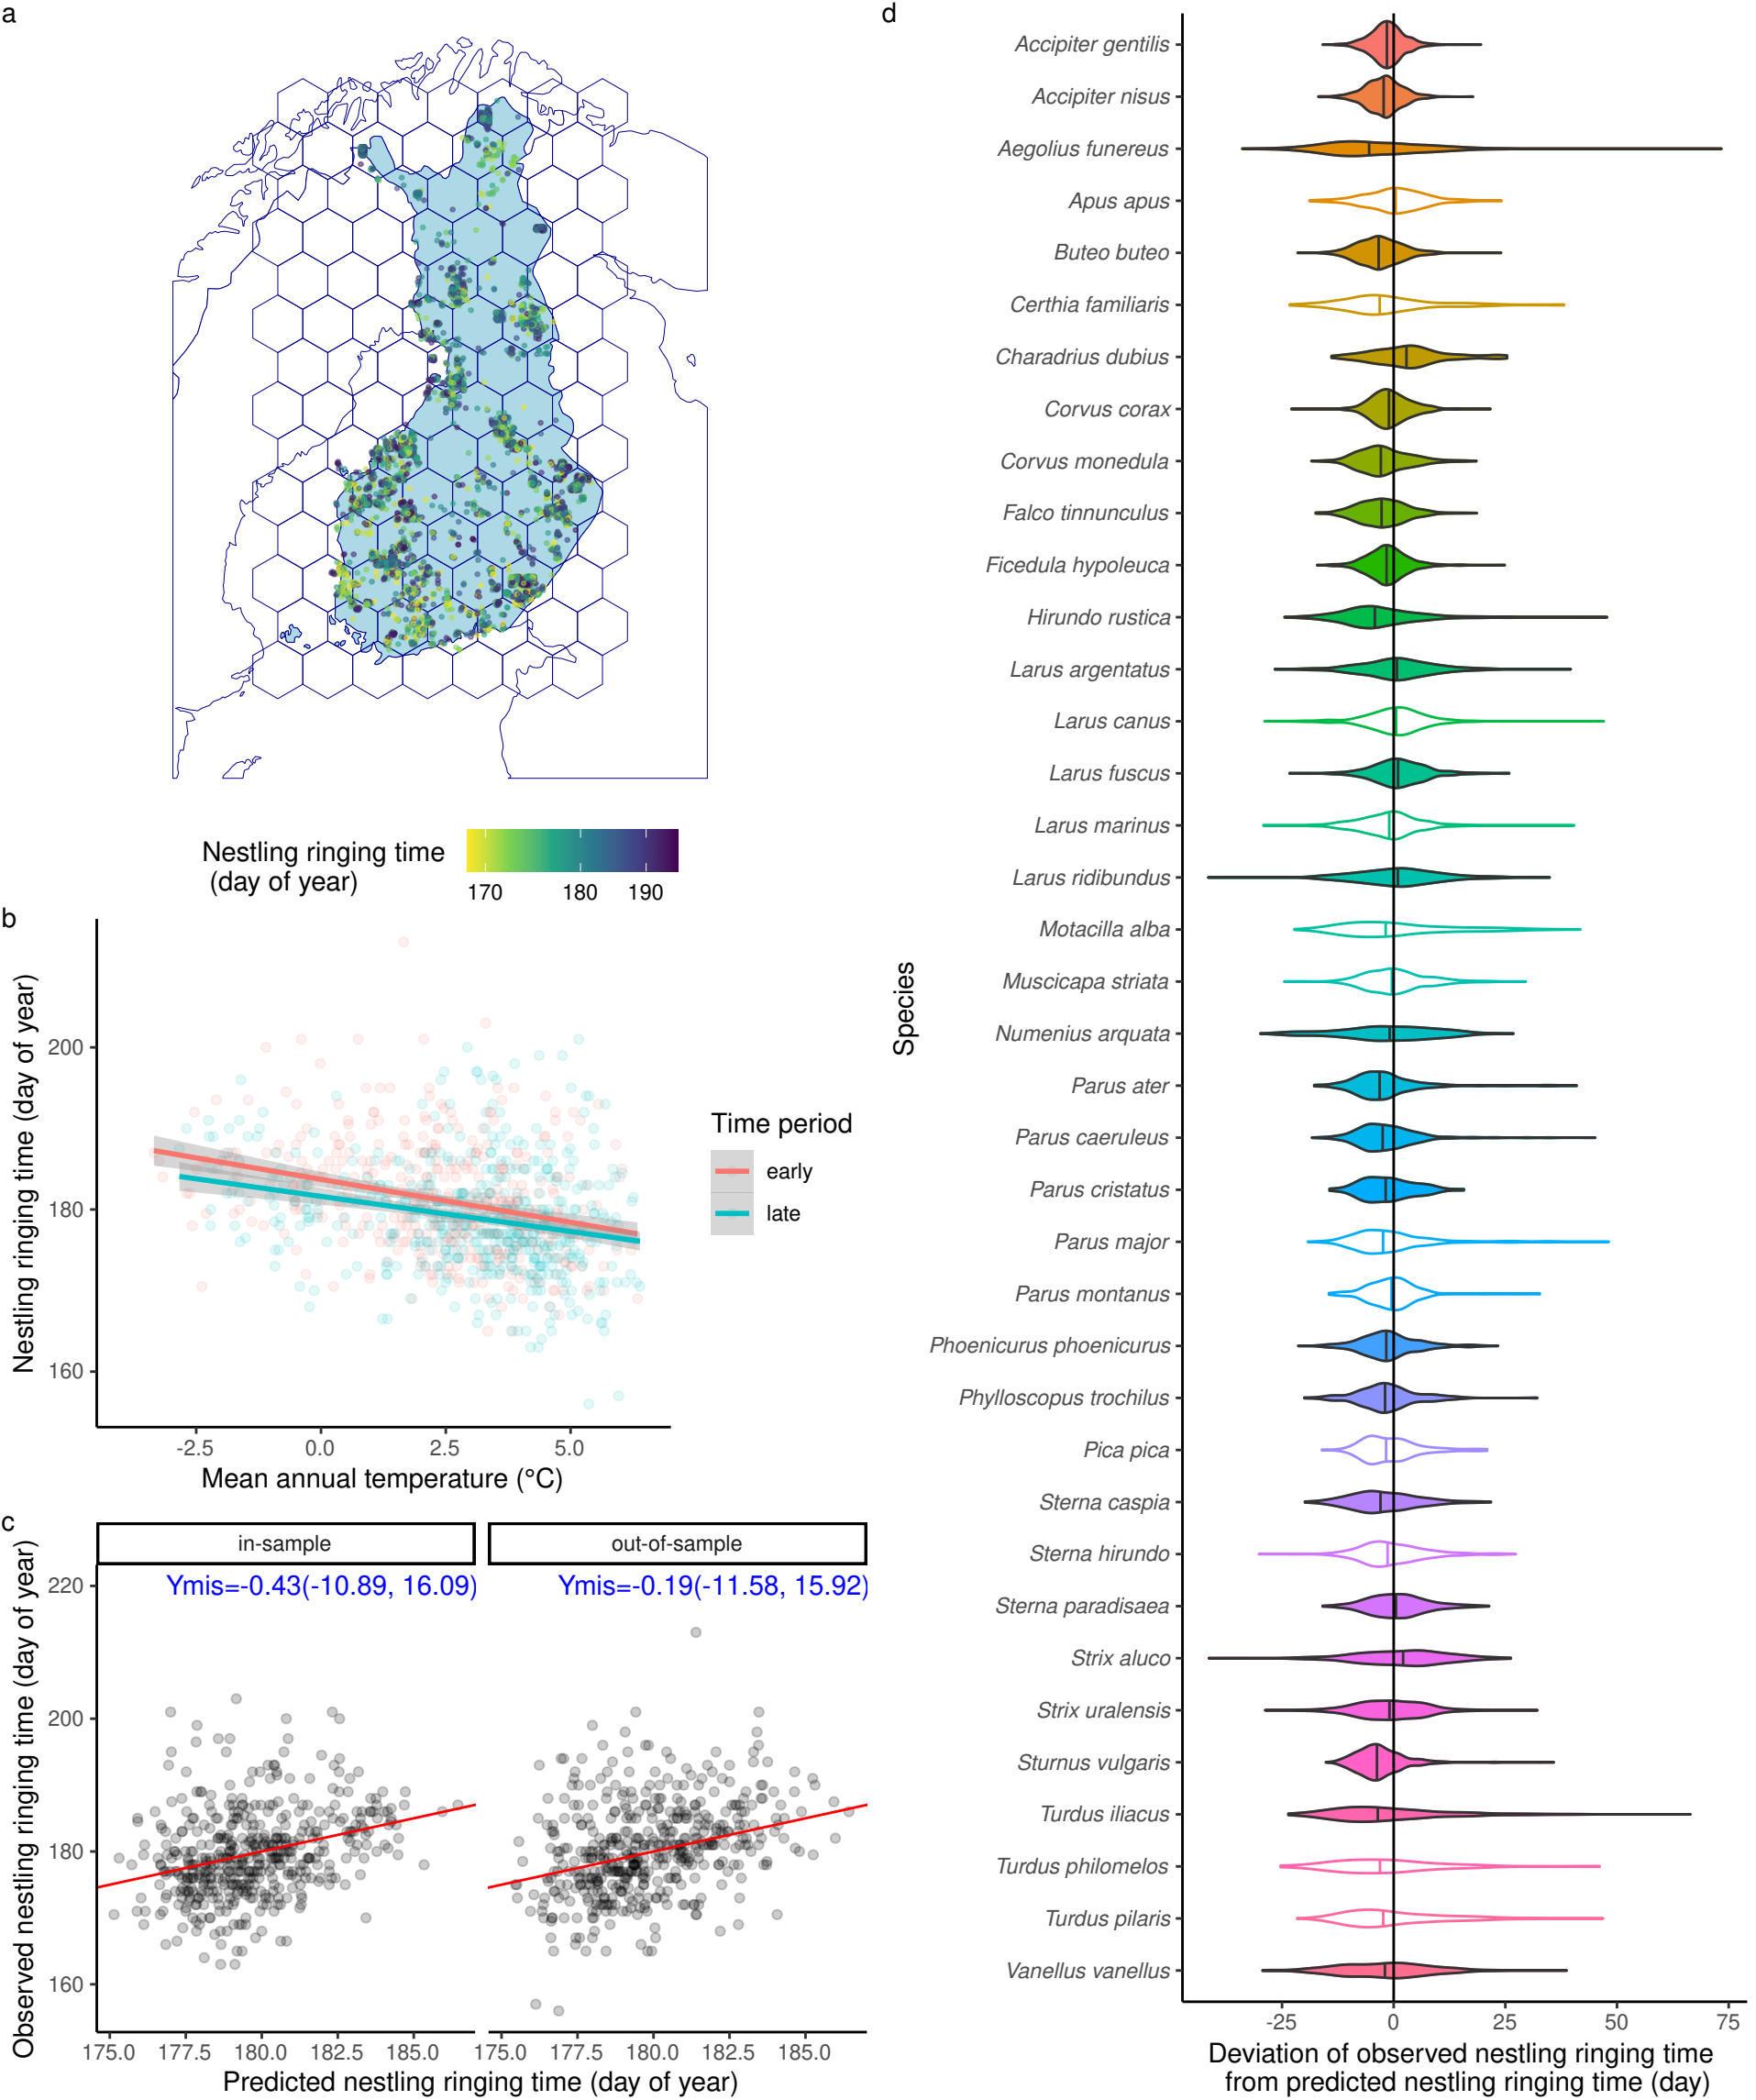 a
Nestling ringing time
(day of year)
170 180 190
b
Nestling ringing time (day of year)
200
180
160
-2.5 0.0 2.5 5.0
Mean annual temperature (°C)
Time period
early
late
c
in-sample out-of-sample
Ymis=-0.43(-10.89, 16.09) Ymis=-0.19(-11.58, 15.92)
Observed nestling ringing time (day of year)
220
200
180
160
175.0 177.5 180.0 182.5 185.0 175.0 177.5 180.0 182.5 185.0
Predicted nestling ringing time (day of year)
d
Species
Accipiter gentilis
Accipiter nisus
Aegolius funereus
Apus apus
Buteo buteo
Certhia familiaris
Charadrius dubius
Corvus corax
Corvus monedula
Falco tinnunculus
Ficedula hypoleuca
Hirundo rustica
Larus argentatus
Larus canus
Larus fuscus
Larus marinus
Larus ridibundus
Motacilla alba
Muscicapa striata
Numenius arquata
Parus ater
Parus caeruleus
Parus cristatus
Parus major
Parus montanus
Phoenicurus phoenicurus
Phylloscopus trochilus
Pica pica
Sterna caspia
Sterna hirundo
Sterna paradisaea
Strix aluco
Strix uralensis
Sturnus vulgaris
Turdus iliacus
Turdus philomelos
Turdus pilaris
Vanellus vanellus
-25 0 25 50 75
Deviation of observed nestling ringing time
from predicted nestling ringing time (day)